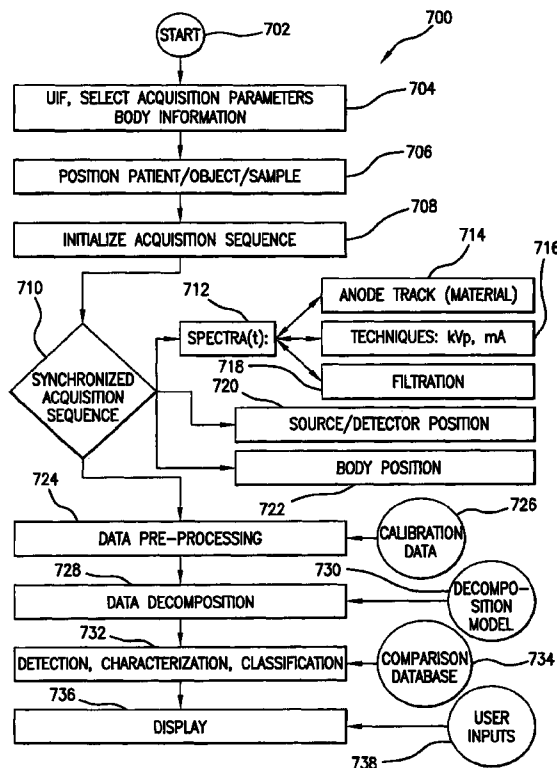 START
702
700
UIF, SELECT ACQUISITION PARAMETERS
BODY INFORMATION
704
POSITION PATIENT/OBJECT/SAMPLE
706
INITIALIZE ACQUISITION SEQUENCE
708
710
SYNCHRONIZED
ACQUISITION
SEQUENCE
712
SPECTRA(t):
714
716
ANODE TRACK (MATERIAL)
TECHNIQUES: kVp, mA
718
FILTRATION
720
SOURCE/DETECTOR POSITION
BODY POSITION
722
724
DATA PRE-PROCESSING
726
CALIBRATION
DATA
728
DATA DECOMPOSITION
730
DECOMPO-
SITION
MODEL
732
DETECTION, CHARACTERIZATION, CLASSIFICATION
COMPARISON
DATABASE
734
736
DISPLAY
USER
INPUTS
738